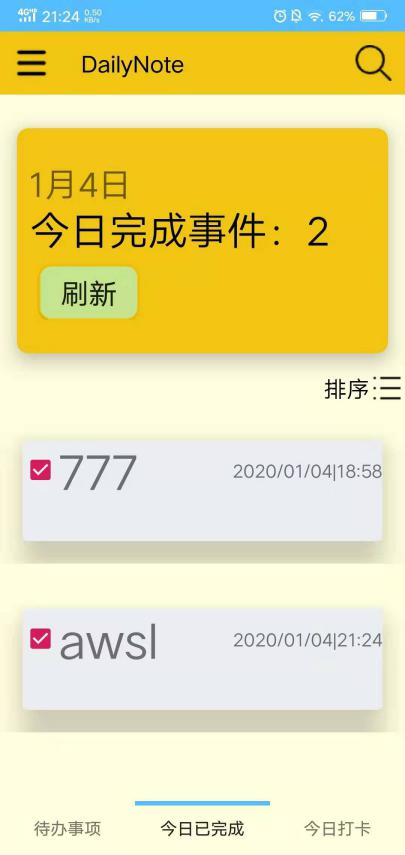 4G 21:24 0.50 KB/s 62%
DailyNote
1月4日
今日完成事件：2
刷新
排序
777 2020/01/04|18:58
awsl 2020/01/04|21:24
待办事项 今日已完成 今日打卡